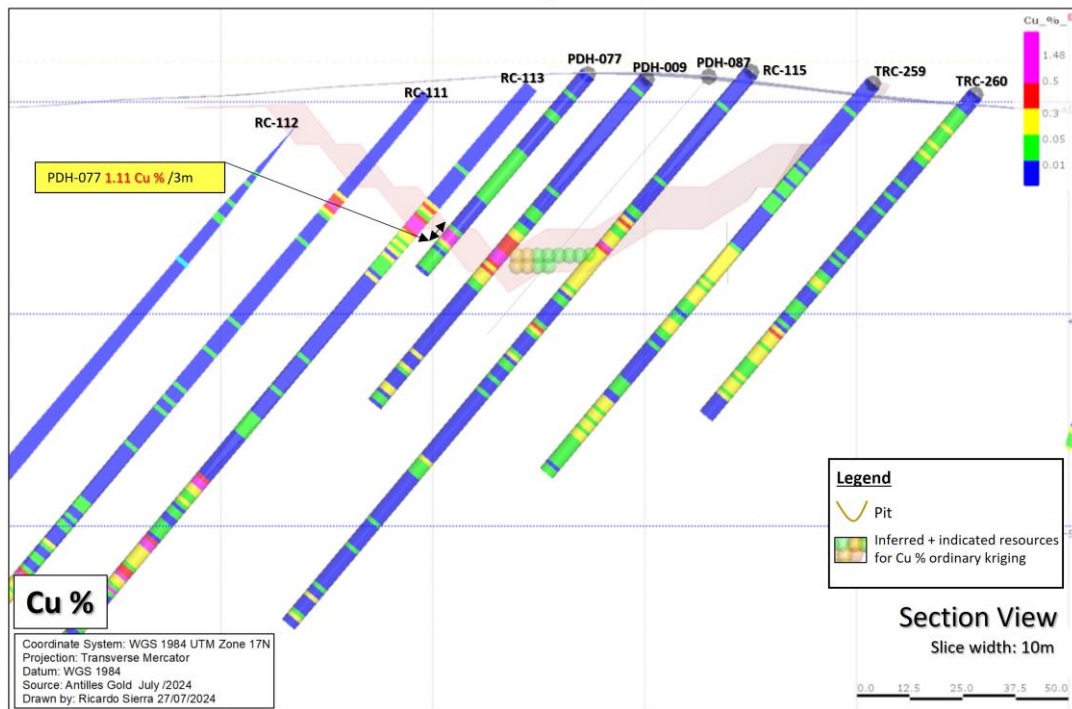 Cu_%_
1.48
0.5
0.3
0.05
0.01
PDH-077
PDH-009
PDH-087
RC-115
TRC-259
TRC-260
RC-113
RC-111
RC-112
PDH-077 1.11 Cu % /3m
Legend
Pit
Inferred + indicated resources
for Cu % ordinary kriging
Cu %
Section View
Slice width: 10m
Coordinate System: WGS 1984 UTM Zone 17N
Projection: Transverse Mercator
Datum: WGS 1984
Source: Antilles Gold July /2024
Drawn by: Ricardo Sierra 27/07/2024
0.0 12.5 25.0 37.5 50.0